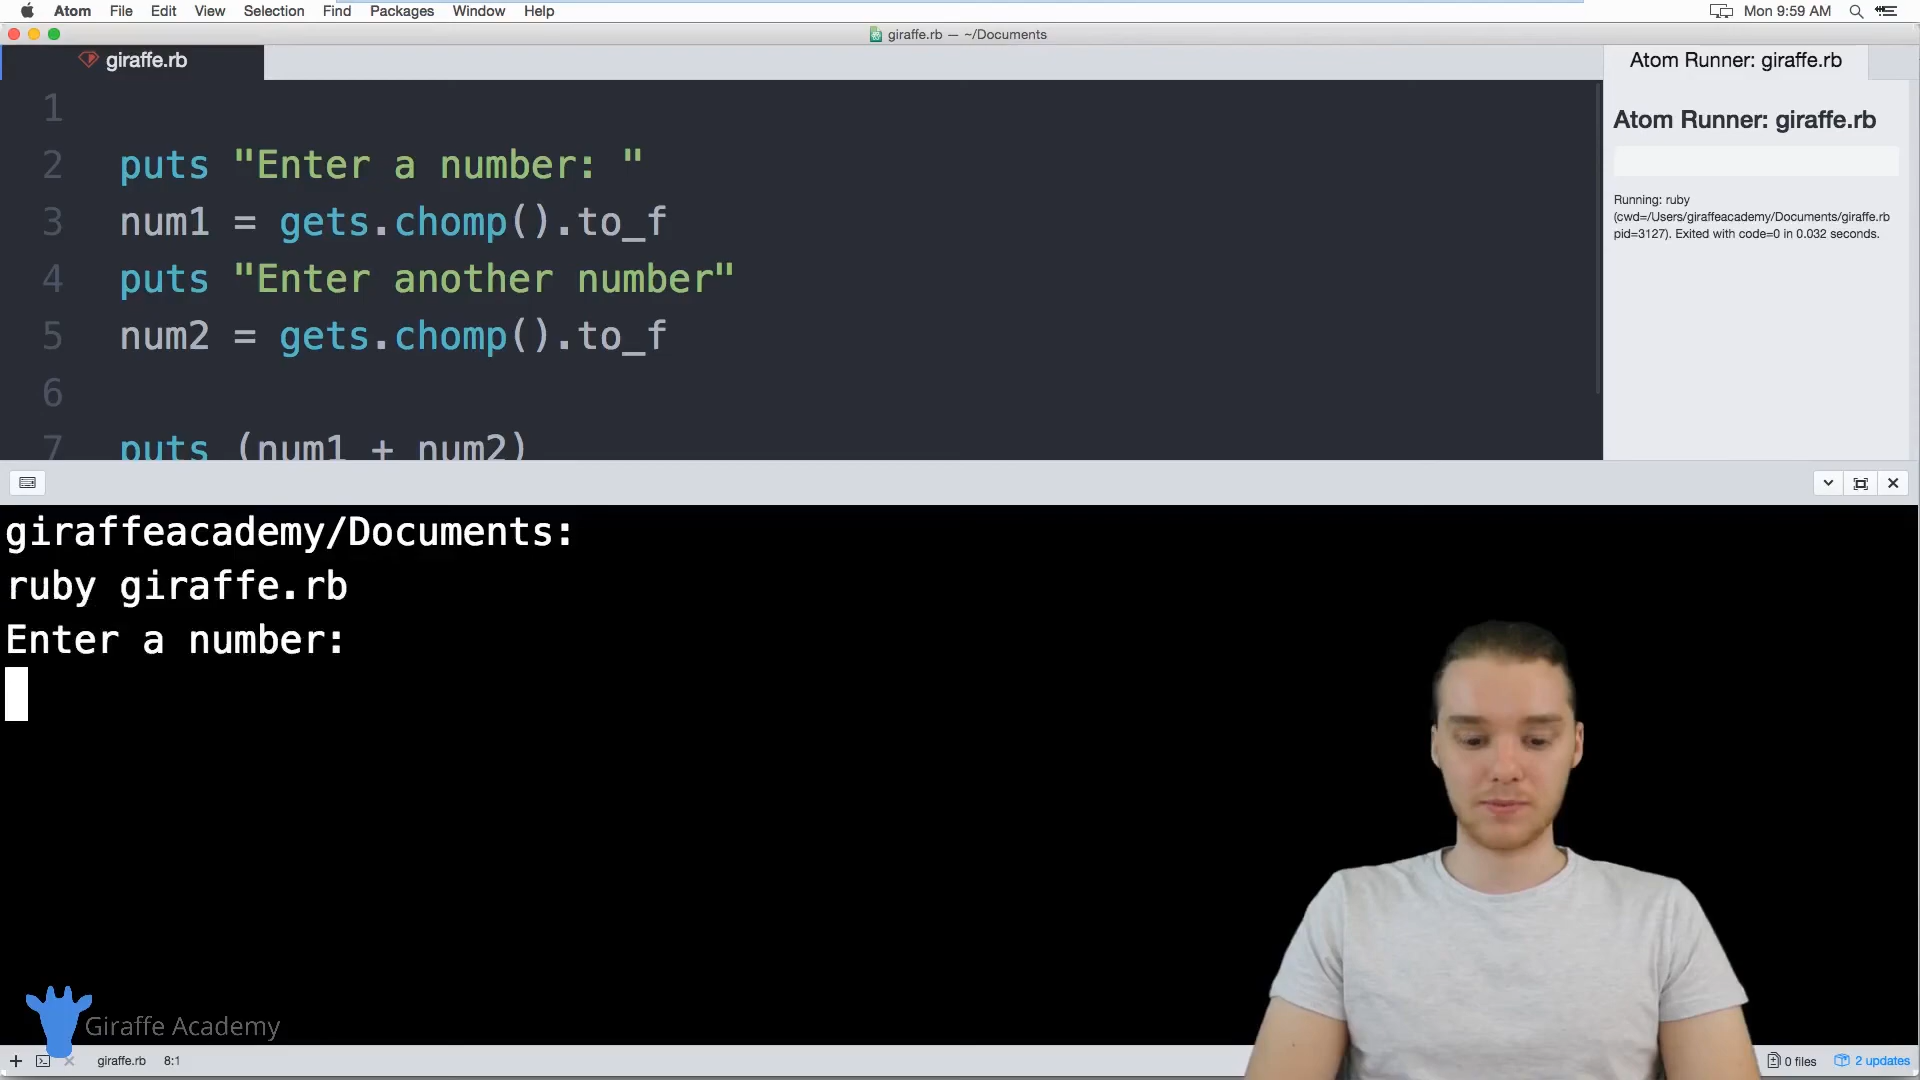 Atom File Edit View Selection Find Packages Window Help Mon 9:59 AM
giraffe.rb — ~/Documents
giraffe.rb
Atom Runner: giraffe.rb
1
2 puts "Enter a number: "
3 num1 = gets.chomp().to_f
4 puts "Enter another number"
5 num2 = gets.chomp().to_f
6
7 puts (num1 + num2)
Atom Runner: giraffe.rb
Running: ruby
(cwd=/Users/giraffeacademy/Documents/giraffe.rb
pid=3127). Exited with code=0 in 0.032 seconds.
giraffeacademy/Documents:
ruby giraffe.rb
Enter a number:
Giraffe Academy
giraffe.rb 8:1 0 files 2 updates